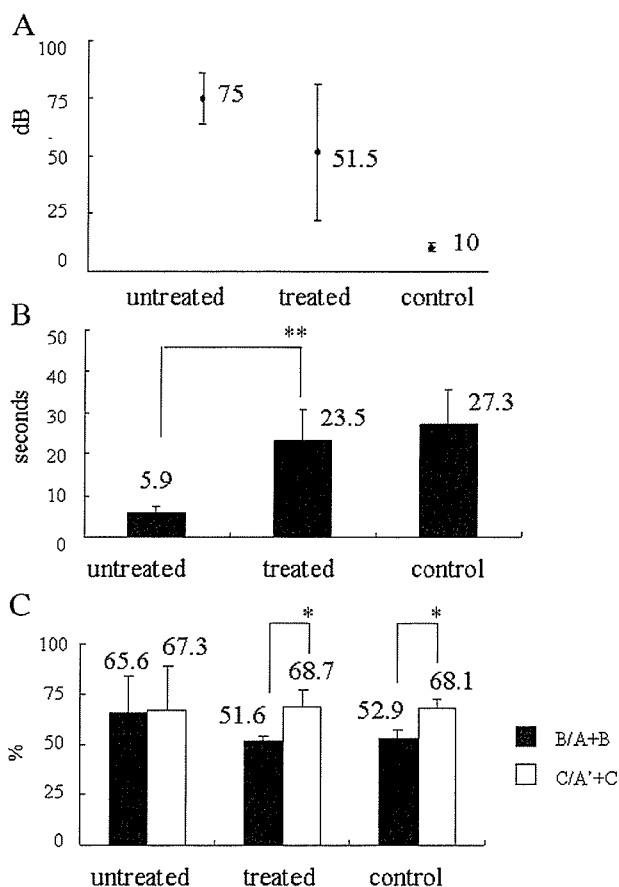 A
100
75
50
25
0
dB
75
51.5
10
untreated treated control
B
50
40
30
20
10
0
seconds
**
5.9
23.5
27.3
untreated treated control
C
100
75
50
25
0
%
65.6 67.3
*
51.6 68.7
*
52.9 68.1
B/A+B
C/A'+C
untreated treated control